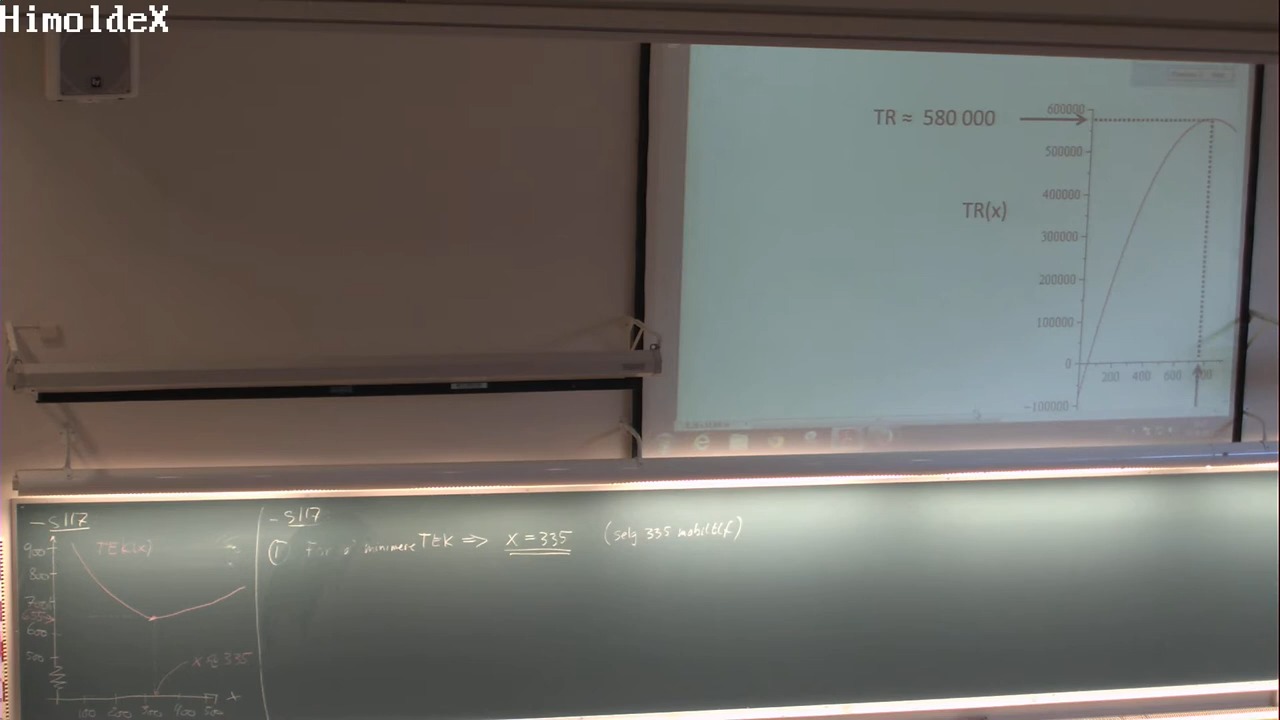 HimoldeX
TR ≈ 580 000
TR(x)
600000
500000
400000
300000
200000
100000
0
-100000
200 400 600
- S117
TEK(x)
900
800
700
600
500
x ≈ 335
x
100 200 300 400 500
- S117
① For å minimere TEK ⇒ x = 335 (selg 335 mobiltlf)